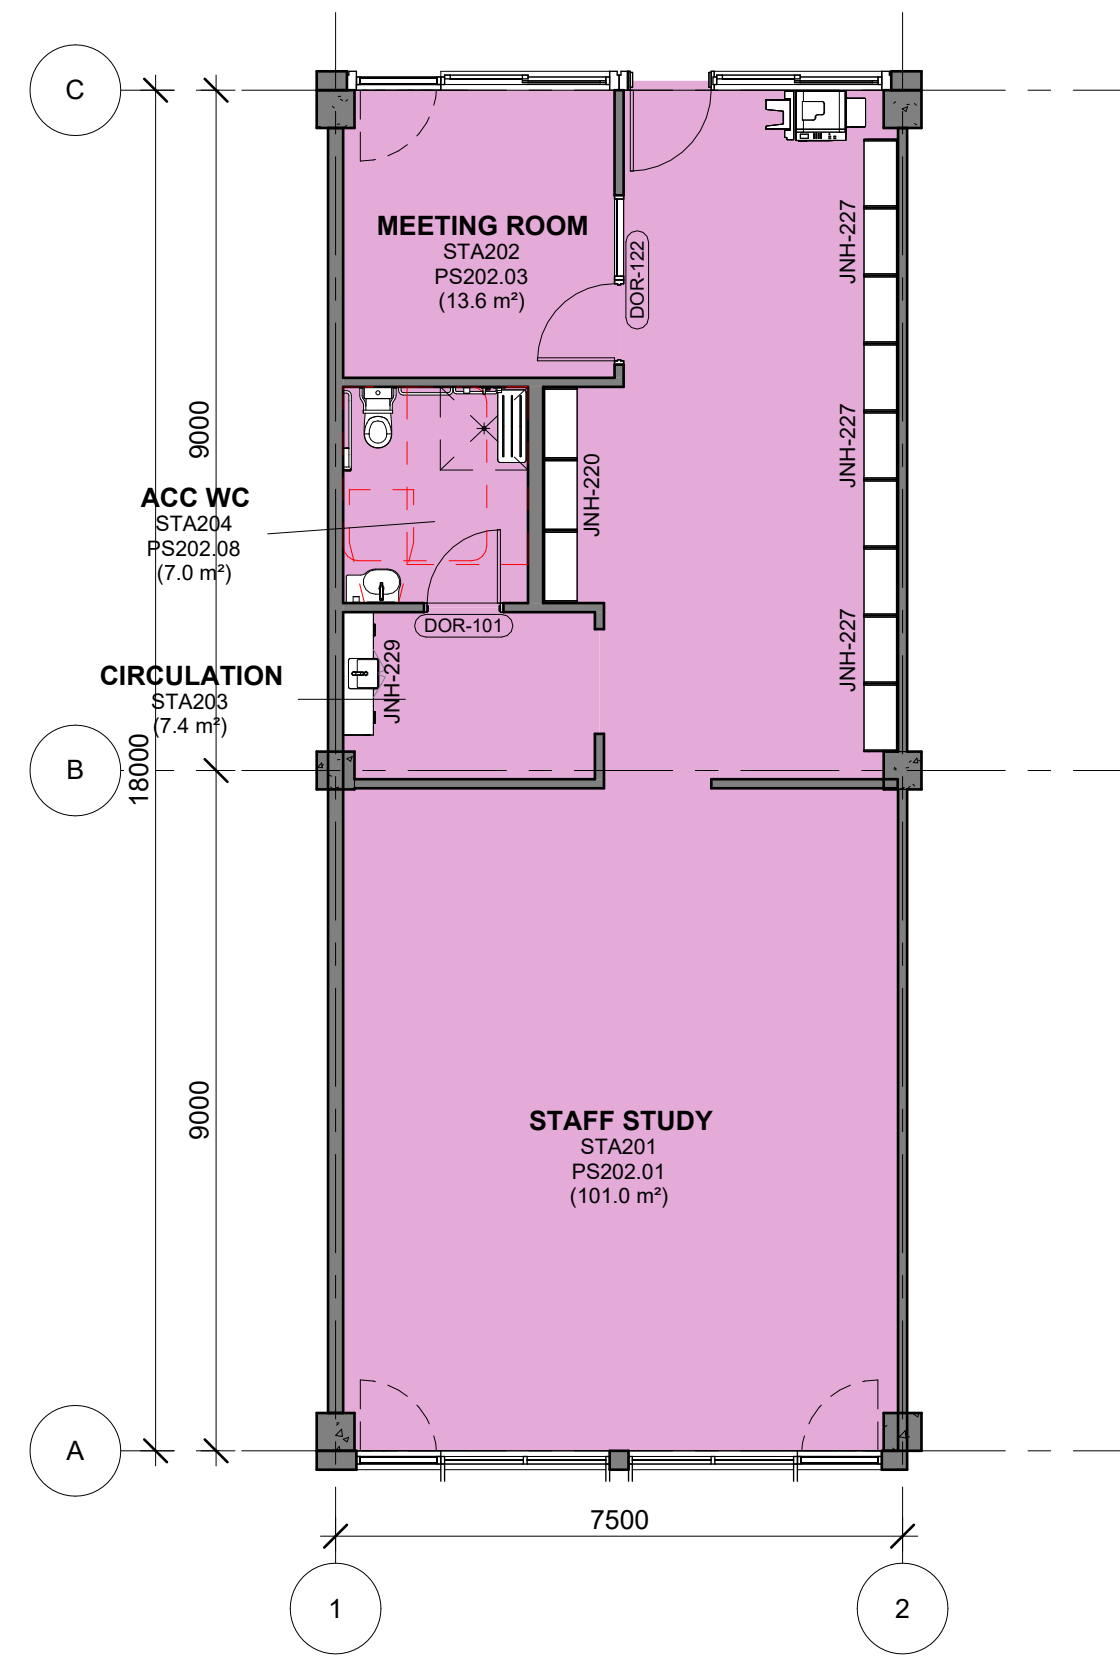 C
MEETING ROOM
STA202
PS202.03
(13.6 m²)
DOR-122
JNH-227
9000
JNH-227
JNH-220
ACC WC
STA204
PS202.08
(7.0 m²)
DOR-101
JNH-229
JNH-227
CIRCULATION
STA203
(7.4 m²)
B
18000
9000
STAFF STUDY
STA201
PS202.01
(101.0 m²)
A
7500
1
2